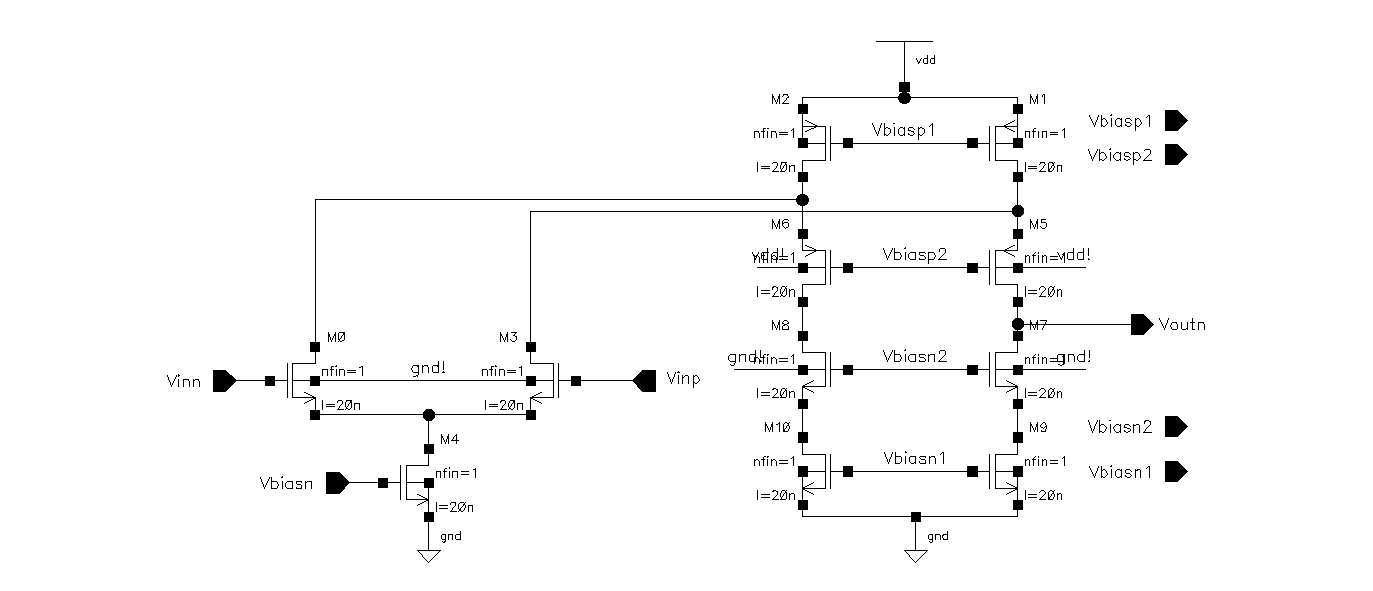 vdd
M2
M1
Vbiasp1
Vbiasp1
nfin=1
nfin=1
Vbiasp2
l=20n
l=20n
M6
M5
vdd!
nfin=1
Vbiasp2
nfin=1
vdd!
l=20n
l=20n
M8
M7
Voutn
M0
M3
gnd!
nfin=1
Vbiasn2
nfin=1
gnd!
Vinn
nfin=1
gnd!
nfin=1
Vinp
l=20n
l=20n
l=20n
l=20n
M4
M10
M9
Vbiasn2
Vbiasn
nfin=1
nfin=1
Vbiasn1
nfin=1
Vbiasn1
l=20n
l=20n
l=20n
gnd
gnd